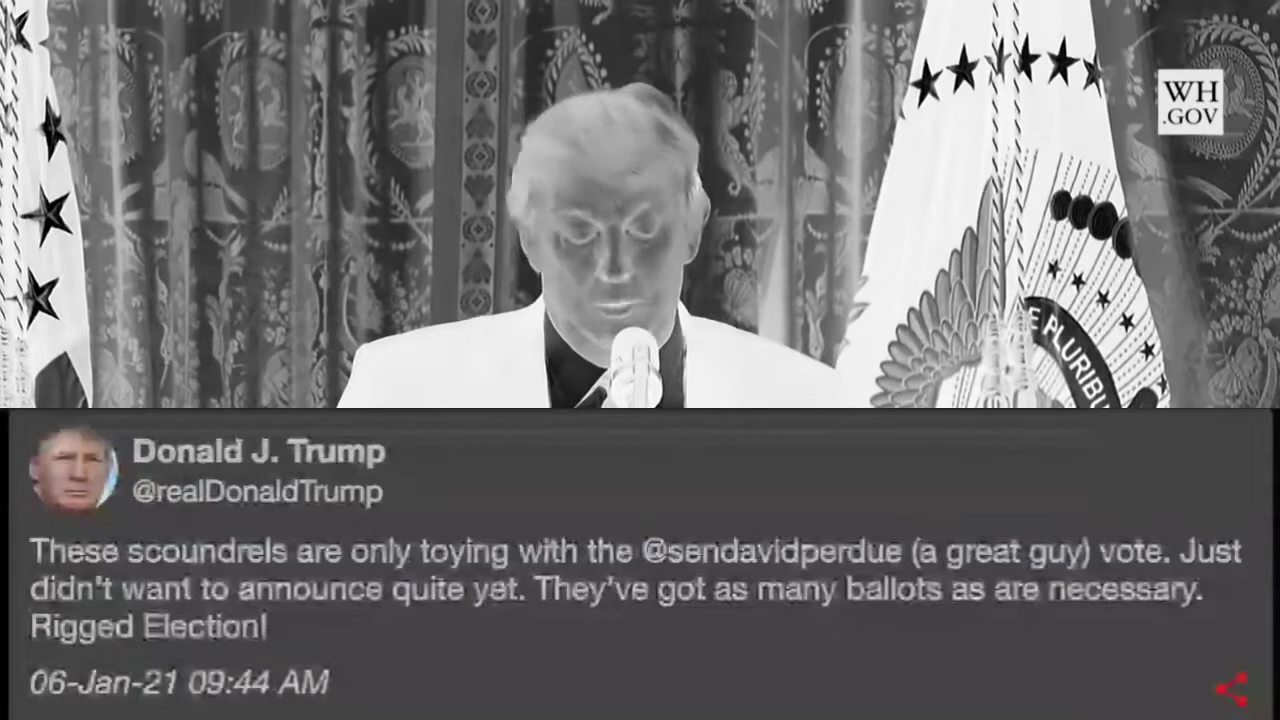 WH
.GOV
E PLURIBU
Donald J. Trump
@realDonaldTrump
These scoundrels are only toying with the @sendavidperdue (a great guy) vote. Just
didn't want to announce quite yet. They've got as many ballots as are necessary.
Rigged Election!
06-Jan-21 09:44 AM